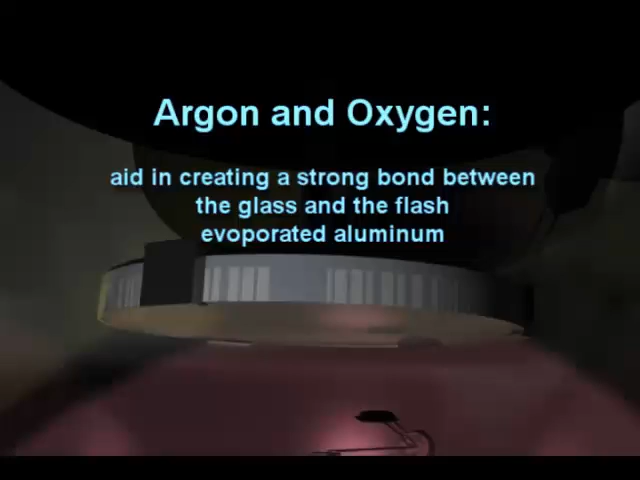 Argon and Oxygen:
aid in creating a strong bond between
the glass and the flash
evoporated aluminum